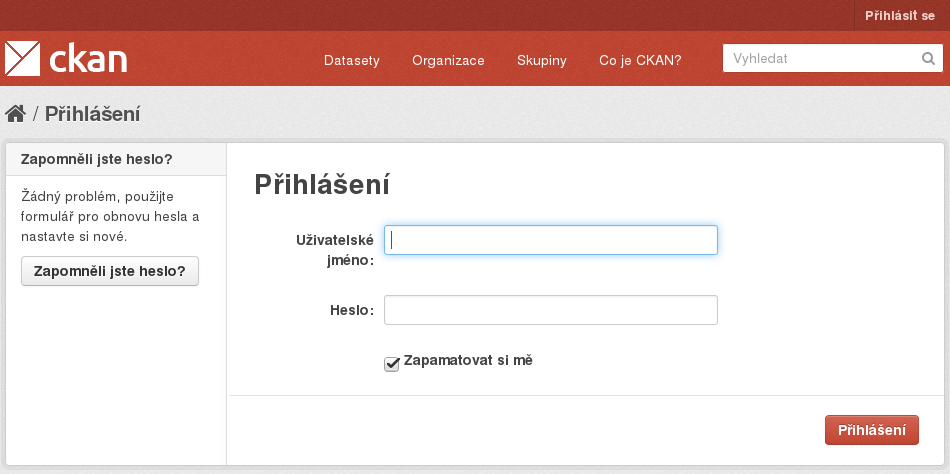 Přihlásit se
ckan
Datasety Organizace Skupiny Co je CKAN? Vyhledat
/ Přihlášení
Zapomněli jste heslo?
Žádný problém, použijte
formulář pro obnovu hesla a
nastavte si nové.
Zapomněli jste heslo?
Přihlášení
Uživatelské
jméno:
Heslo:
Zapamatovat si mě
Přihlášení